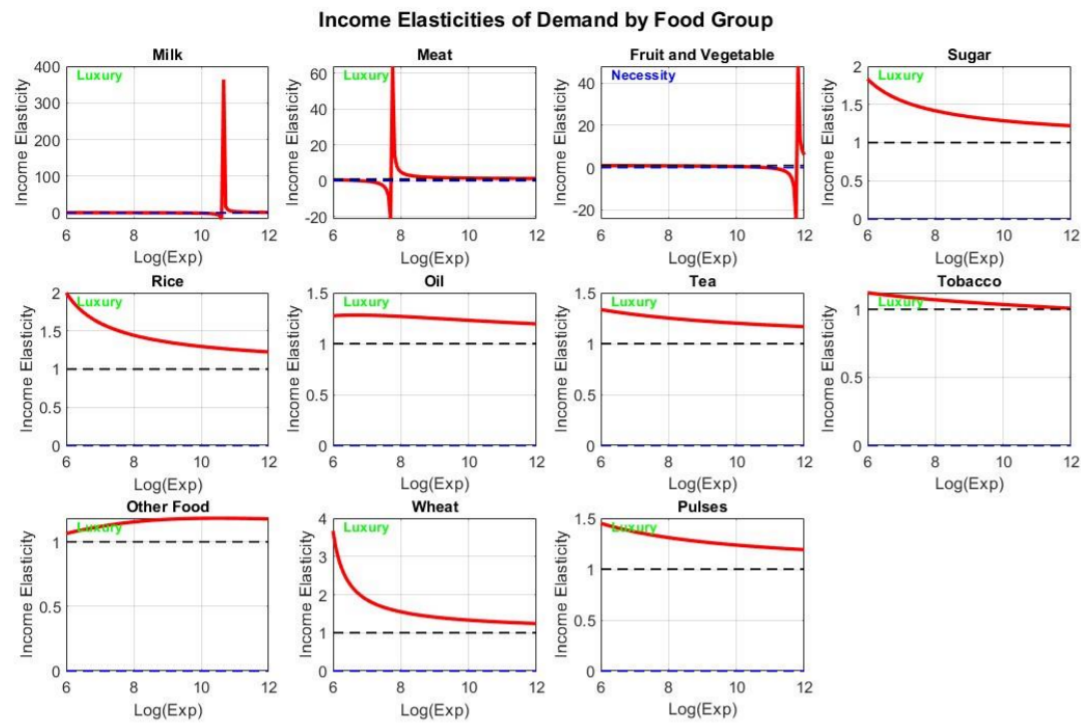 Income Elasticities of Demand by Food Group
Milk
Luxury
Income Elasticity
400
300
200
100
0
6 8 10 12
Log(Exp)
Meat
Luxury
Income Elasticity
60
40
20
0
-20
6 8 10 12
Log(Exp)
Fruit and Vegetable
Necessity
Income Elasticity
40
20
0
-20
6 8 10 12
Log(Exp)
Sugar
Luxury
Income Elasticity
2
1.5
1
0.5
0
6 8 10 12
Log(Exp)
Rice
Luxury
Income Elasticity
2
1.5
1
0.5
0
6 8 10 12
Log(Exp)
Oil
Luxury
Income Elasticity
1.5
1
0.5
0
6 8 10 12
Log(Exp)
Tea
Luxury
Income Elasticity
1.5
1
0.5
0
6 8 10 12
Log(Exp)
Tobacco
Luxury
Income Elasticity
1
0.5
0
6 8 10 12
Log(Exp)
Other Food
Luxury
Income Elasticity
1
0.5
0
6 8 10 12
Log(Exp)
Wheat
Luxury
Income Elasticity
4
3
2
1
0
6 8 10 12
Log(Exp)
Pulses
Luxury
Income Elasticity
1.5
1
0.5
0
6 8 10 12
Log(Exp)